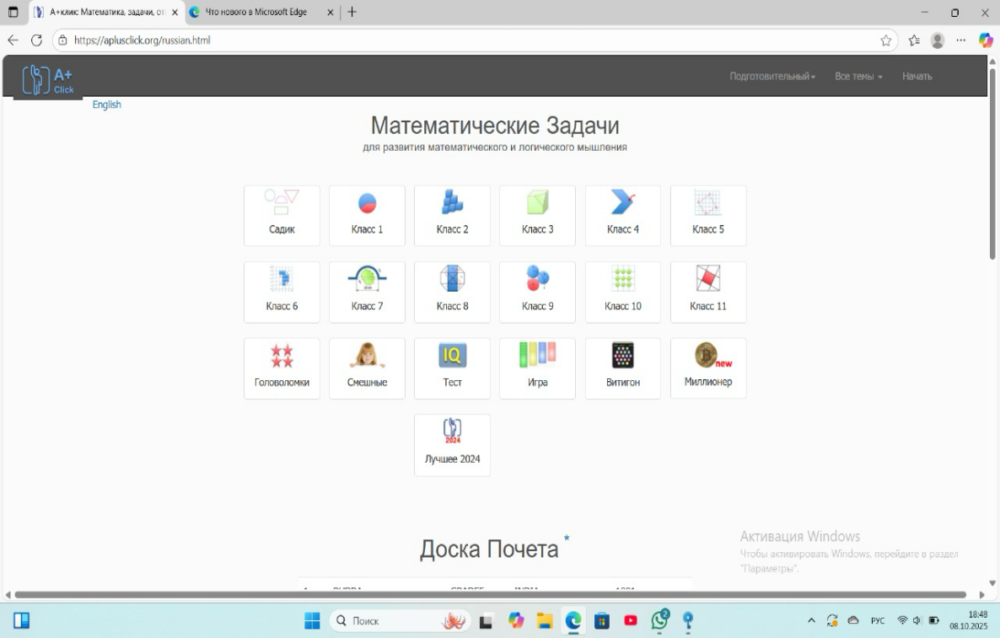 А+клик: Математика, задачи, от
Что нового в Microsoft Edge
https://aplusclick.org/russian.html
A+
Click
Подготовительный
Все темы
Начать
English
Математические Задачи
для развития математического и логического мышления
Садик
Класс 1
Класс 2
Класс 3
Класс 4
Класс 5
Класс 6
Класс 7
Класс 8
Класс 9
Класс 10
Класс 11
IQ
new
Головоломки
Смешные
Тест
Игра
Витигон
Миллионер
2024
Лучшее 2024
Доска Почета *
Активация Windows
Чтобы активировать Windows, перейдите в раздел
"Параметры".
Поиск
2
РУС
18:48
08.10.2025